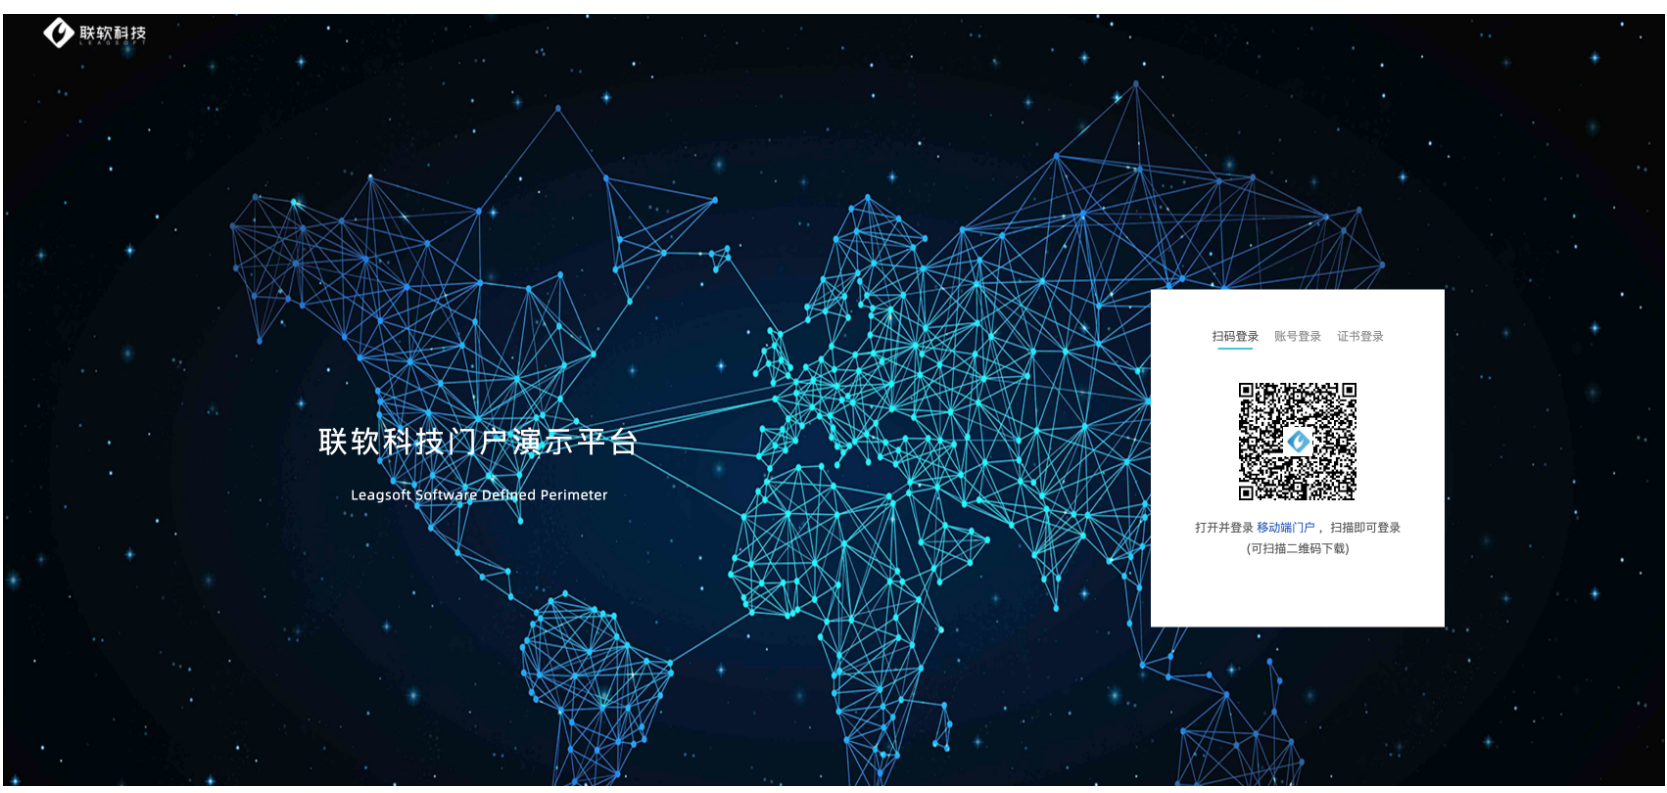 联软科技
LEAGSOFT
联软科技门户演示平台
Leagsoft Software Defined Perimeter
扫码登录 账号登录 证书登录
打开并登录 移动端门户 ，扫描即可登录
(可扫描二维码下载)